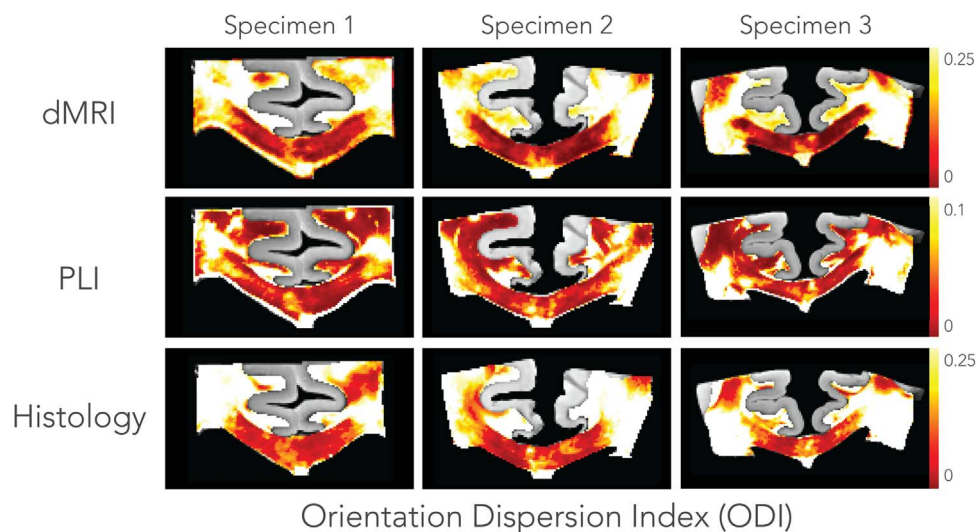 Specimen 1 Specimen 2 Specimen 3
dMRI
0.25
0
PLI
0.1
0
Histology
0.25
0
Orientation Dispersion Index (ODI)